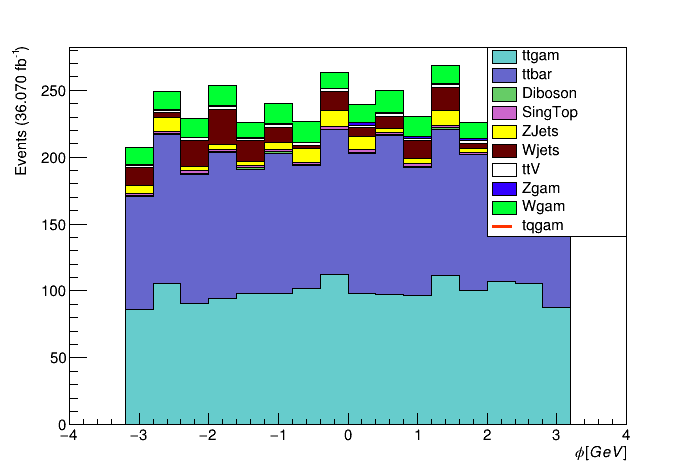 Events (36.070 fb⁻¹)
250
200
150
100
50
0
−4 −3 −2 −1 0 1 2 3 4
ϕ[GeV]
ttgam
ttbar
Diboson
SingTop
ZJets
Wjets
ttV
Zgam
Wgam
tqgam